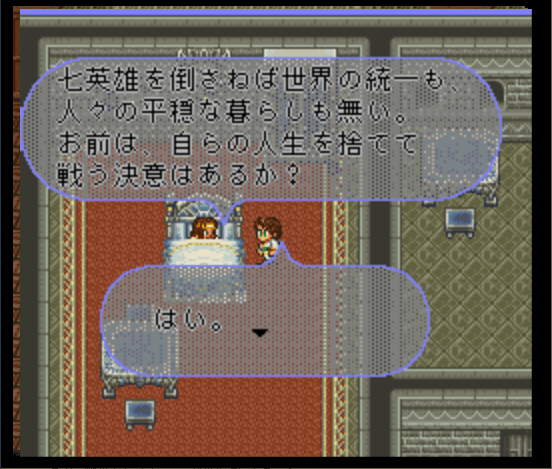 七英雄を倒さねば世界の統一も、
人々の平穏な暮らしも無い。
お前は、自らの人生を捨てて
戦う決意はあるか？
はい。